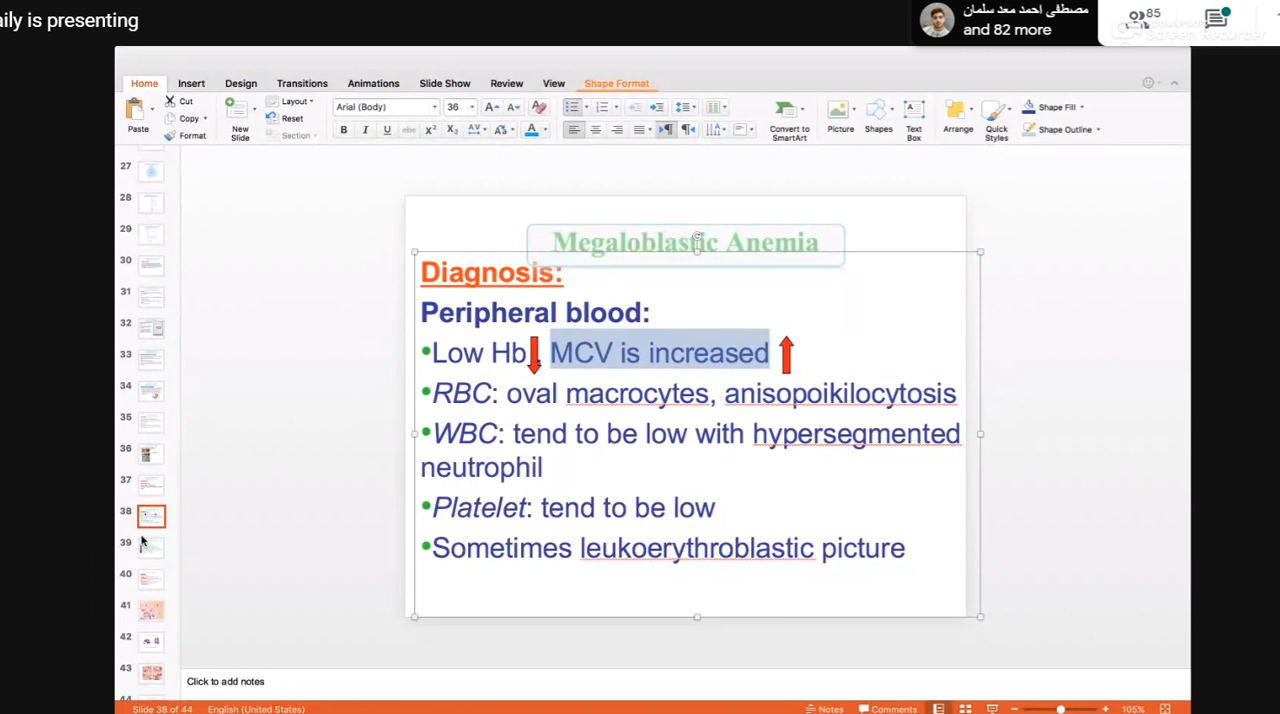 aily is presenting
مصطفى احمد معد سلمان
and 82 more
85
Screen Recorder
Home Insert Design Transitions Animations Slide Show Review View Shape Format
Paste
Cut
Copy
Format
New
Slide
Layout
Reset
Section
Arial (Body) 36
Convert to
SmartArt
Picture
Shapes
Text
Box
Arrange
Quick
Styles
Shape Fill
Shape Outline
27
28
29
30
31
32
33
34
35
36
37
38
39
40
41
42
43
Megaloblastic Anemia
Diagnosis:
Peripheral blood:
•Low Hb , MCV is increased
•RBC: oval macrocytes, anisopoikilocytosis
•WBC: tend to be low with hypersegmented
neutrophil
•Platelet: tend to be low
•Sometimes leukoerythroblastic picture
Click to add notes
Slide 38 of 44 English (United States) Notes Comments 105%